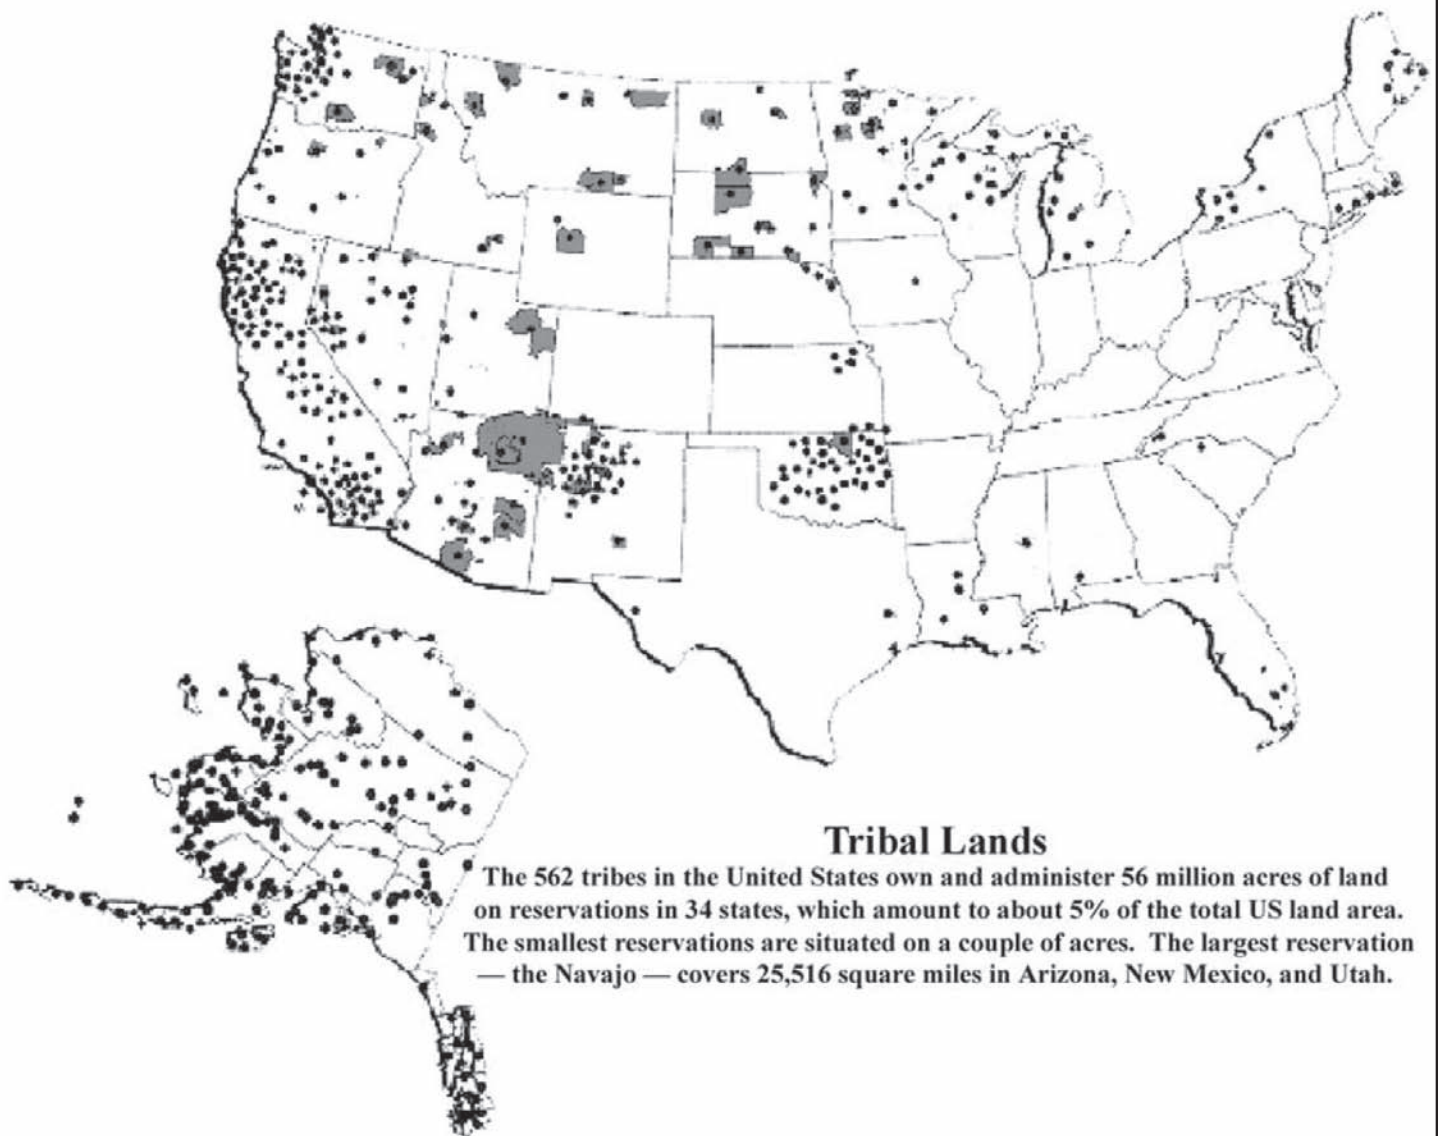 Tribal Lands
The 562 tribes in the United States own and administer 56 million acres of land
on reservations in 34 states, which amount to about 5% of the total US land area.
The smallest reservations are situated on a couple of acres. The largest reservation
— the Navajo — covers 25,516 square miles in Arizona, New Mexico, and Utah.